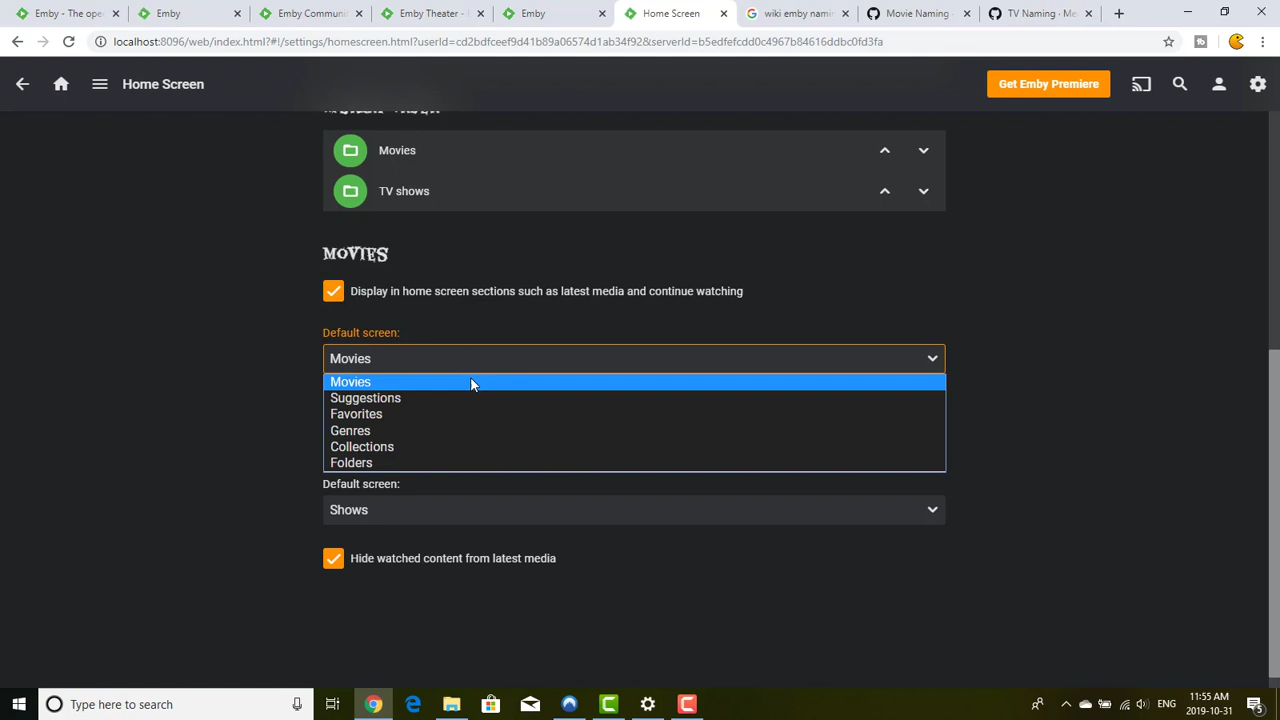 Emby - The ope
Emby
Emby Communi
Emby Theater -
Emby
Home Screen
wiki emby nami
Movie Naming -
TV Naming - Me
localhost:8096/web/index.html?#!/settings/homescreen.html?userId=cd2bdfceef9d41b89a06574d1ab34f92&serverId=b5edfefcdd0c4967b84616ddbc0fd3fa
Home Screen
Get Emby Premiere
Movies
TV shows
MOVIES
Display in home screen sections such as latest media and continue watching
Default screen:
Movies
Movies
Suggestions
Favorites
Genres
Collections
Folders
Default screen:
Shows
Hide watched content from latest media
Type here to search
ENG
11:55 AM
2019-10-31